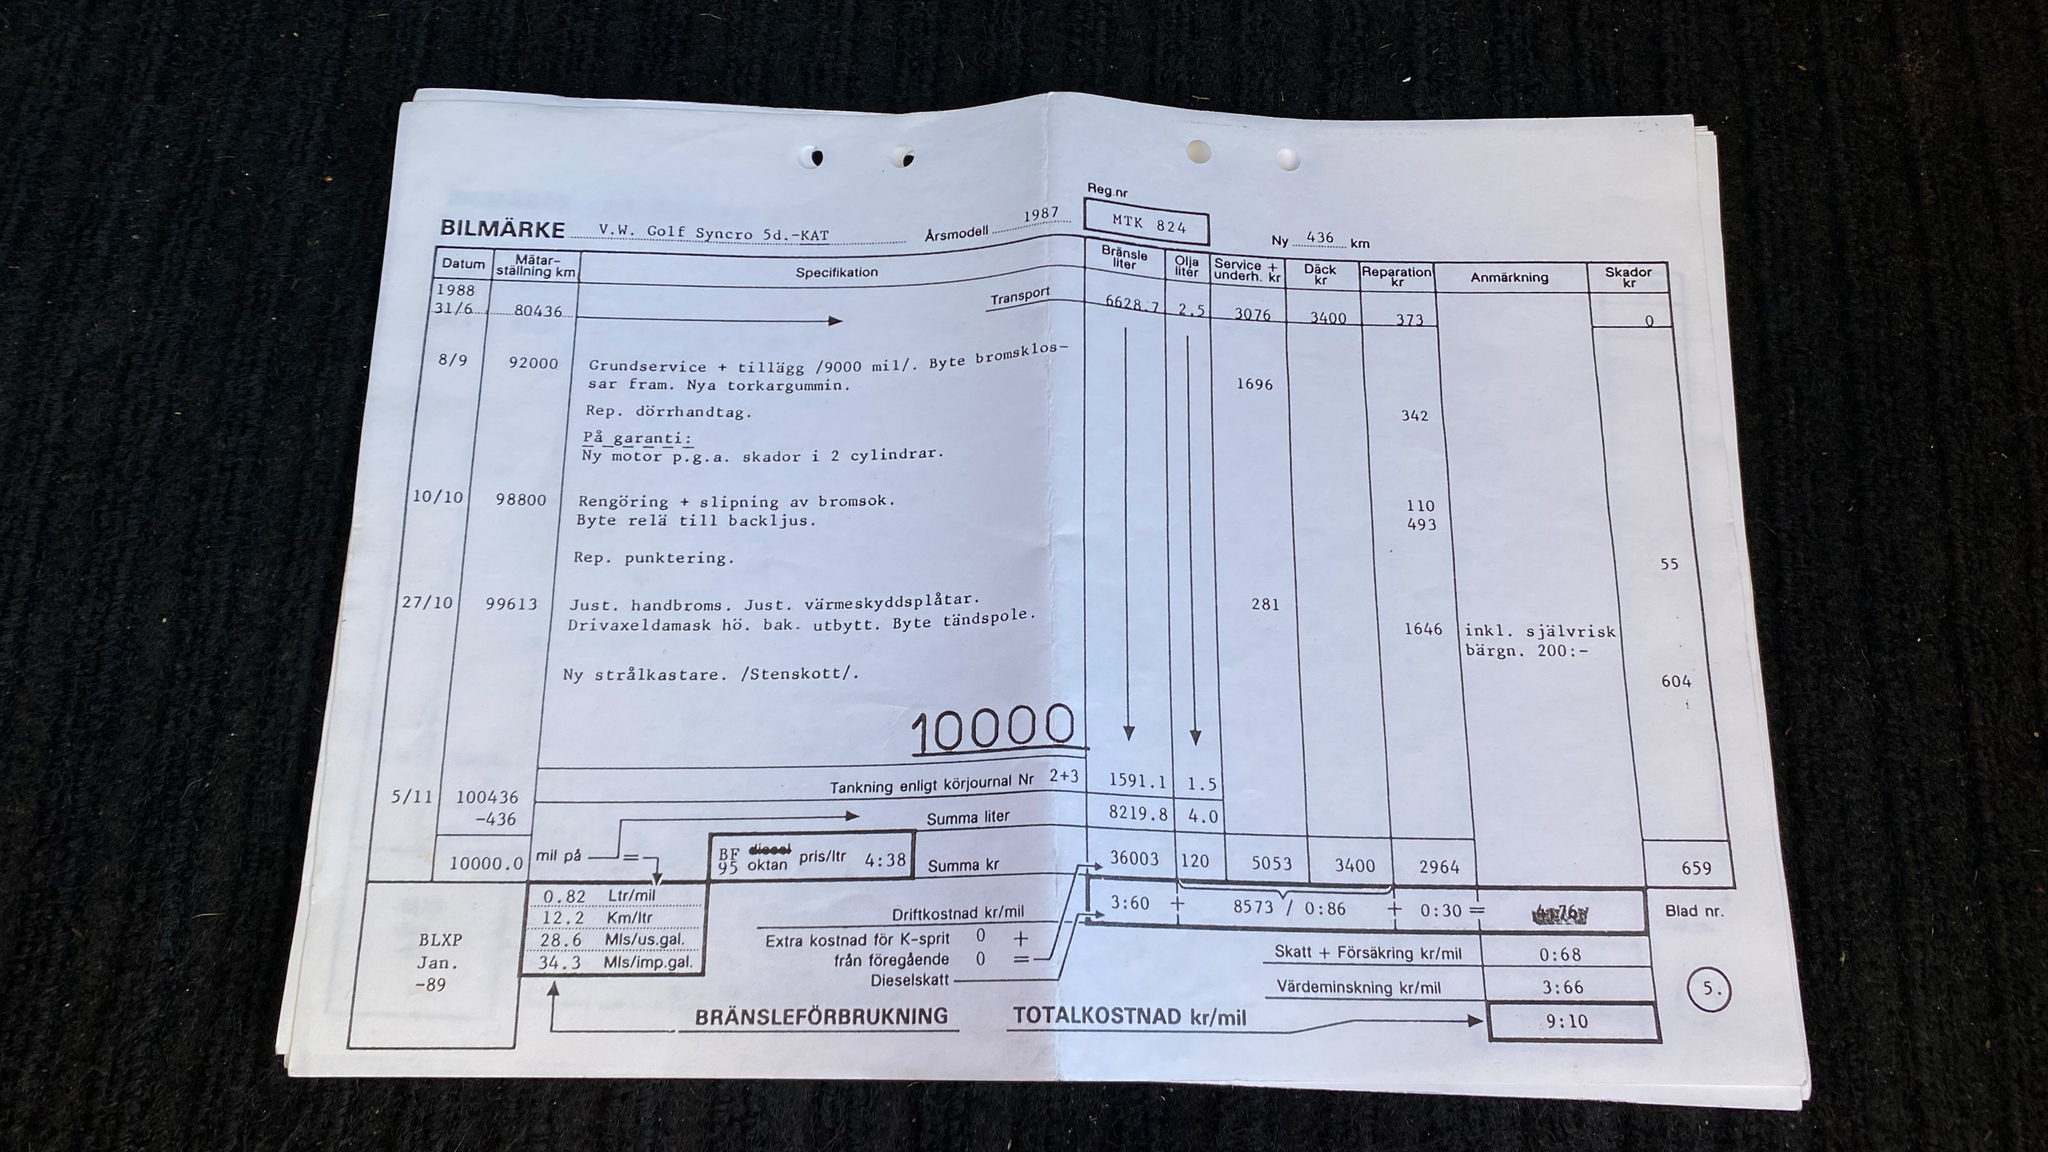 Reg.nr
BILMÄRKE V.W. Golf Syncro 5d.-KAT Årsmodell 1987 MTK 824 Ny 436 km
Datum Mätar-ställning km Specifikation Bränsle liter Olja liter Service + underh. kr Däck kr Reparation kr Anmärkning Skador kr
1988
31/6 80436 Transport 6628.7 2.5 3076 3400 373 0
8/9 92000 Grundservice + tillägg /9000 mil/. Byte bromsklos-
sar fram. Nya torkargummin. 1696
Rep. dörrhandtag. 342
På garanti:
Ny motor p.g.a. skador i 2 cylindrar.
10/10 98800 Rengöring + slipning av bromsok. 110
Byte relä till backljus. 493
Rep. punktering. 55
27/10 99613 Just. handbroms. Just. värmeskyddsplåtar. 281
Drivaxeldamask hö. bak. utbytt. Byte tändspole. 1646 inkl. självrisk
bärgn. 200:-
Ny strålkastare. /Stenskott/. 604
10000
Tankning enligt körjournal Nr 2+3 1591.1 1.5
5/11 100436
-436 Summa liter 8219.8 4.0
10000.0 mil på = BF 95 diesel oktan pris/ltr 4:38 Summa kr 36003 120 5053 3400 2964 659
0.82 Ltr/mil
12.2 Km/ltr Driftkostnad kr/mil 3:60 + 8573 / 0:86 + 0:30 = Blad nr.
BLXP 28.6 Mls/us.gal. Extra kostnad för K-sprit 0 +
Jan. 34.3 Mls/imp.gal. från föregående 0 = Skatt + Försäkring kr/mil 0:68
-89 Dieselskatt Värdeminskning kr/mil 3:66 5.
BRÄNSLEFÖRBRUKNING TOTALKOSTNAD kr/mil 9:10